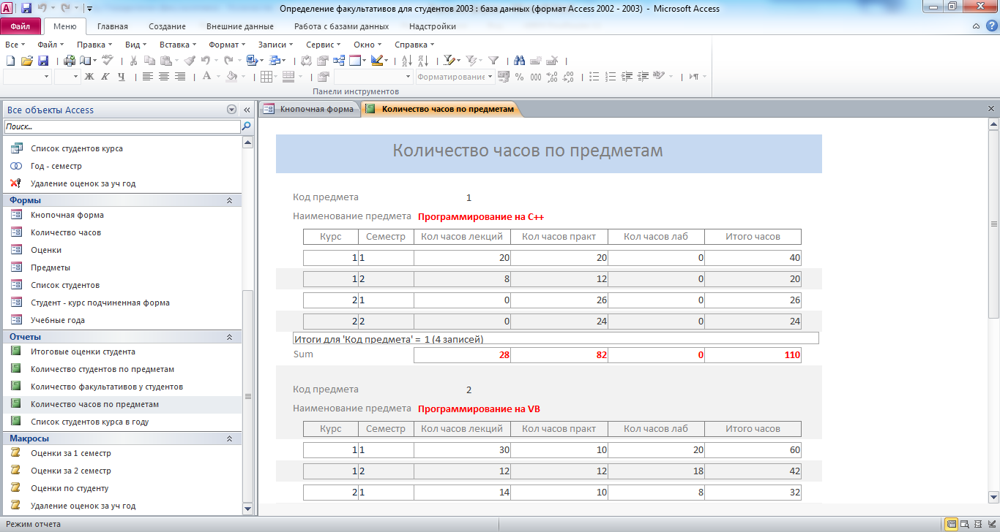 Определение факультативов для студентов 2003 : база данных (формат Access 2002 - 2003) - Microsoft Access
Файл Меню Главная Создание Внешние данные Работа с базами данных Надстройки
Все Файл Правка Вид Вставка Формат Записи Сервис Окно Справка
Ж К Ч А Форматирование % 000
Панели инструментов
Все объекты Access
Поиск...
Список студентов курса
Год - семестр
Удаление оценок за уч год
Формы
Кнопочная форма
Количество часов
Оценки
Предметы
Список студентов
Студент - курс подчиненная форма
Учебные года
Отчеты
Итоговые оценки студента
Количество студентов по предметам
Количество факультативов у студентов
Количество часов по предметам
Список студентов курса в году
Макросы
Оценки за 1 семестр
Оценки за 2 семестр
Оценки по студенту
Удаление оценок за уч год
Кнопочная форма Количество часов по предметам
Количество часов по предметам
Код предмета 1
Наименование предмета Программирование на C++
Курс Семестр Кол часов лекций Кол часов практ Кол часов лаб Итого часов
1 1 20 20 0 40
1 2 8 12 0 20
2 1 0 26 0 26
2 2 0 24 0 24
Итоги для 'Код предмета' = 1 (4 записей)
Sum 28 82 0 110
Код предмета 2
Наименование предмета Программирование на VB
Курс Семестр Кол часов лекций Кол часов практ Кол часов лаб Итого часов
1 1 30 10 20 60
1 2 12 12 18 42
2 1 14 10 8 32
Режим отчета